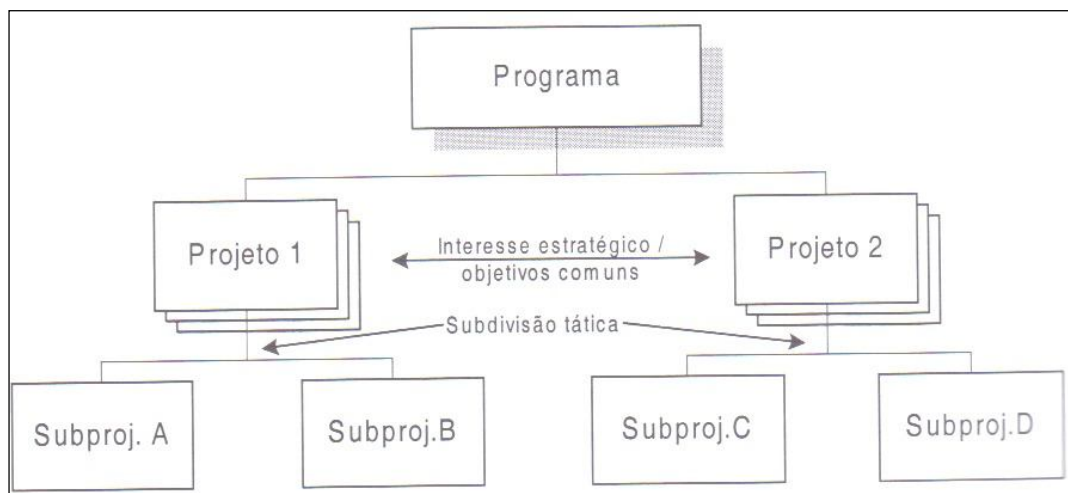 Programa
Projeto 1
Interesse estratégico /
objetivos comuns
Projeto 2
Subdivisão tática
Subproj. A
Subproj.B
Subproj.C
Subproj.D